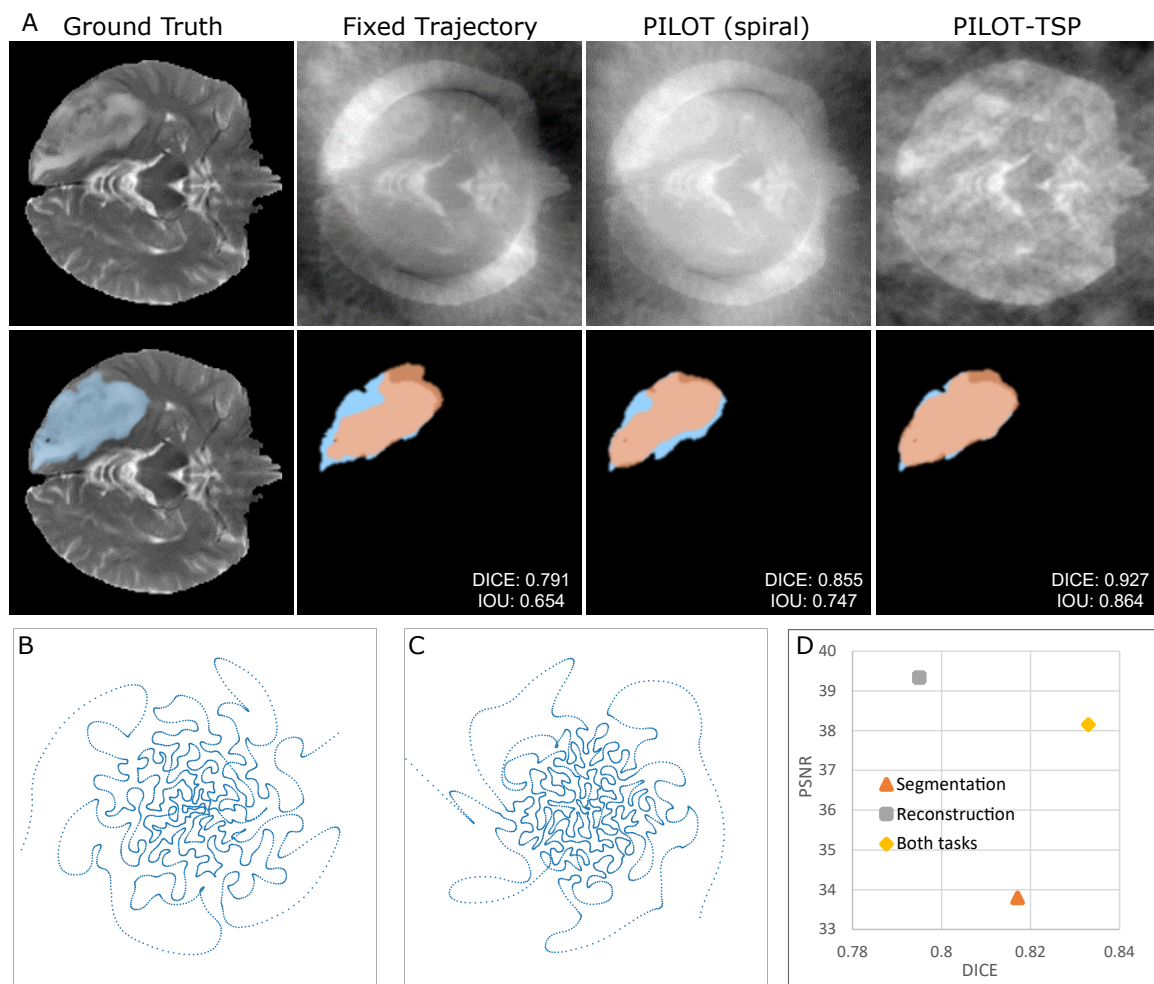 A
Ground Truth
Fixed Trajectory
PILOT (spiral)
PILOT-TSP
DICE: 0.791
IOU: 0.654
DICE: 0.855
IOU: 0.747
DICE: 0.927
IOU: 0.864
B
C
D
40
39
38
37
36
35
34
33
PSNR
Segmentation
Reconstruction
Both tasks
0.78
0.8
0.82
0.84
DICE